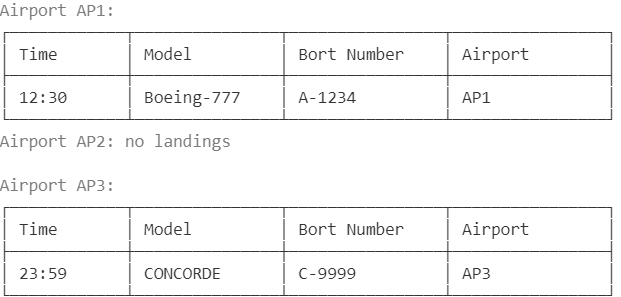 Airport AP1:
Time Model Bort Number Airport
12:30 Boeing-777 A-1234 AP1
Airport AP2: no landings
Airport AP3:
Time Model Bort Number Airport
23:59 CONCORDE C-9999 AP3